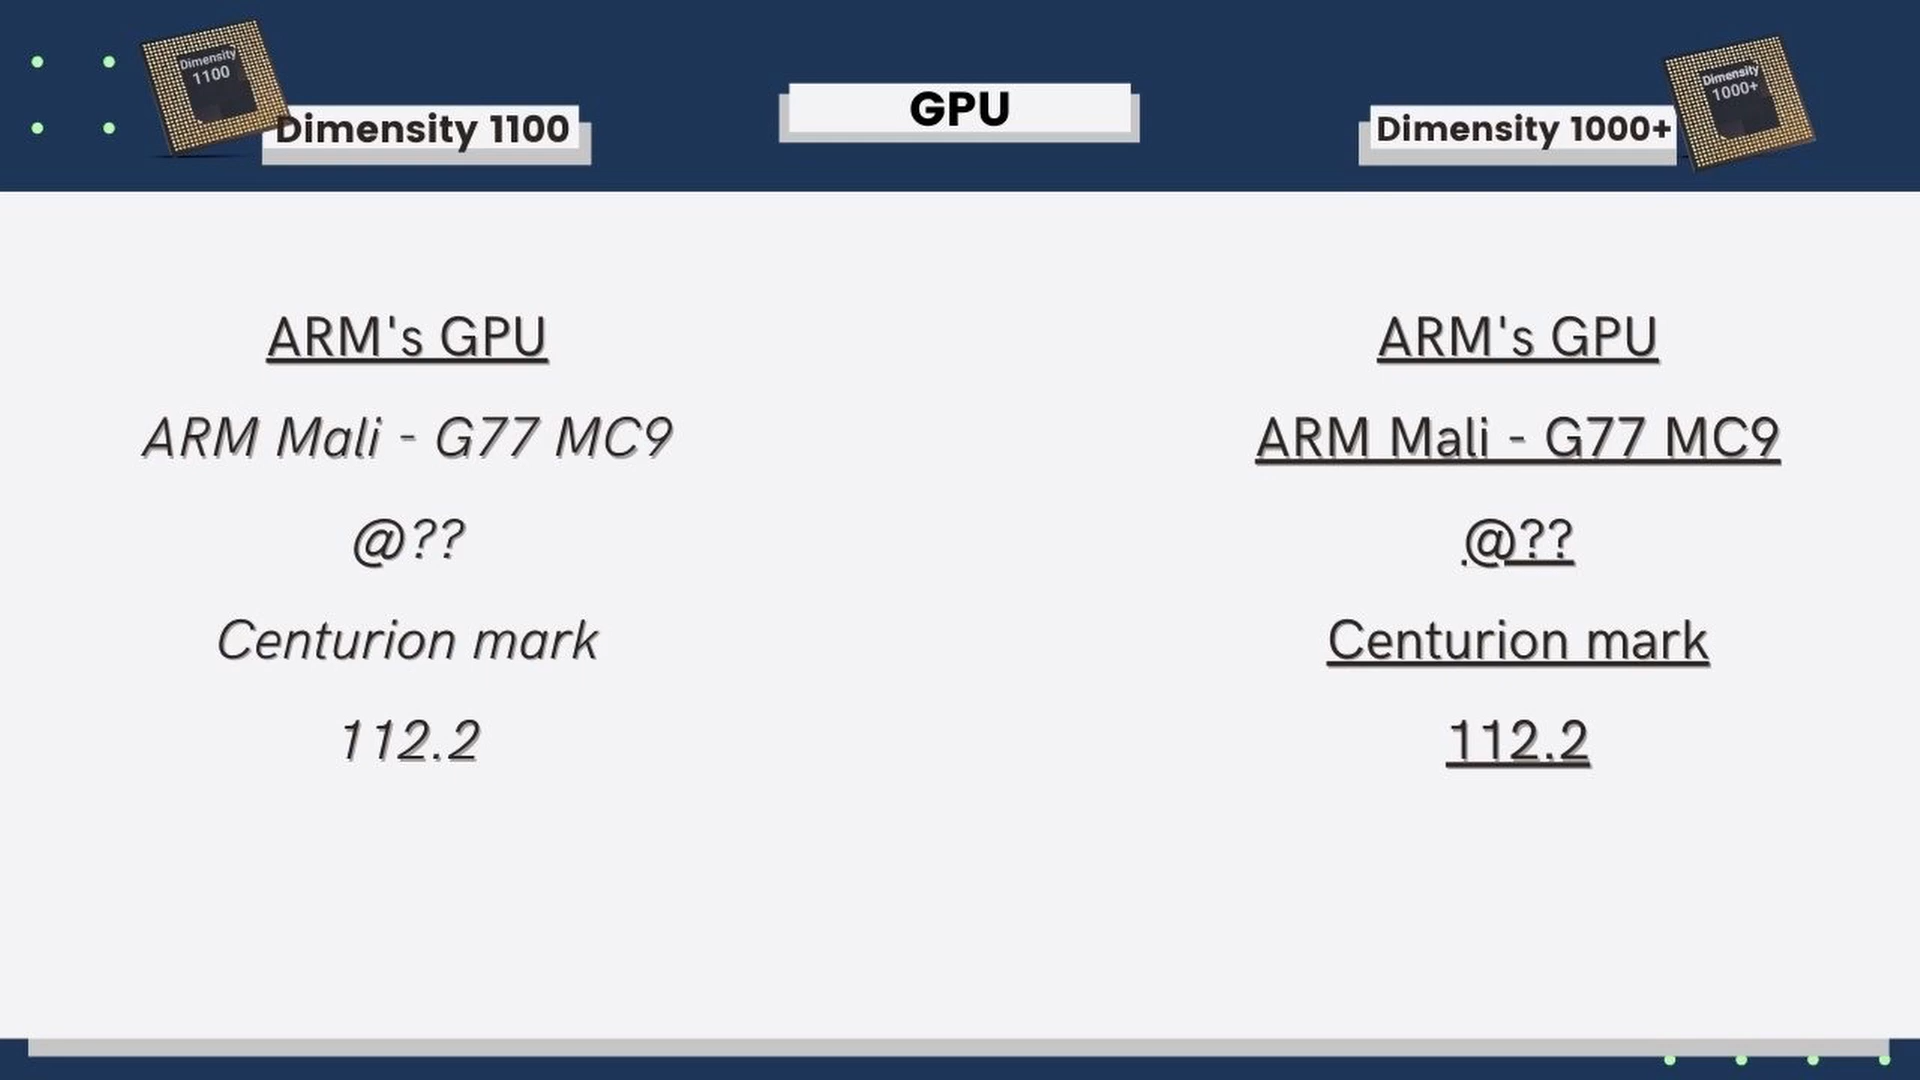 Dimensity
1100
Dimensity 1100
GPU
Dimensity 1000+
Dimensity
1000+
ARM's GPU
ARM Mali - G77 MC9
@??
Centurion mark
112.2
ARM's GPU
ARM Mali - G77 MC9
@??
Centurion mark
112.2